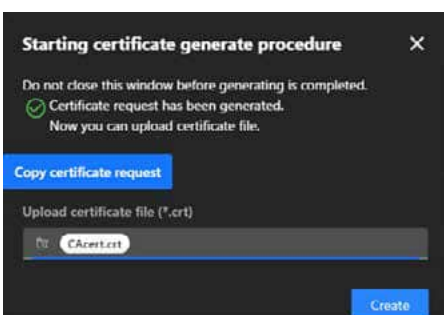 Starting certificate generate procedure
Do not close this window before generating is completed.
Certificate request has been generated.
Now you can upload certificate file.
Copy certificate request
Upload certificate file (*.crt)
CAcert.crt
Create